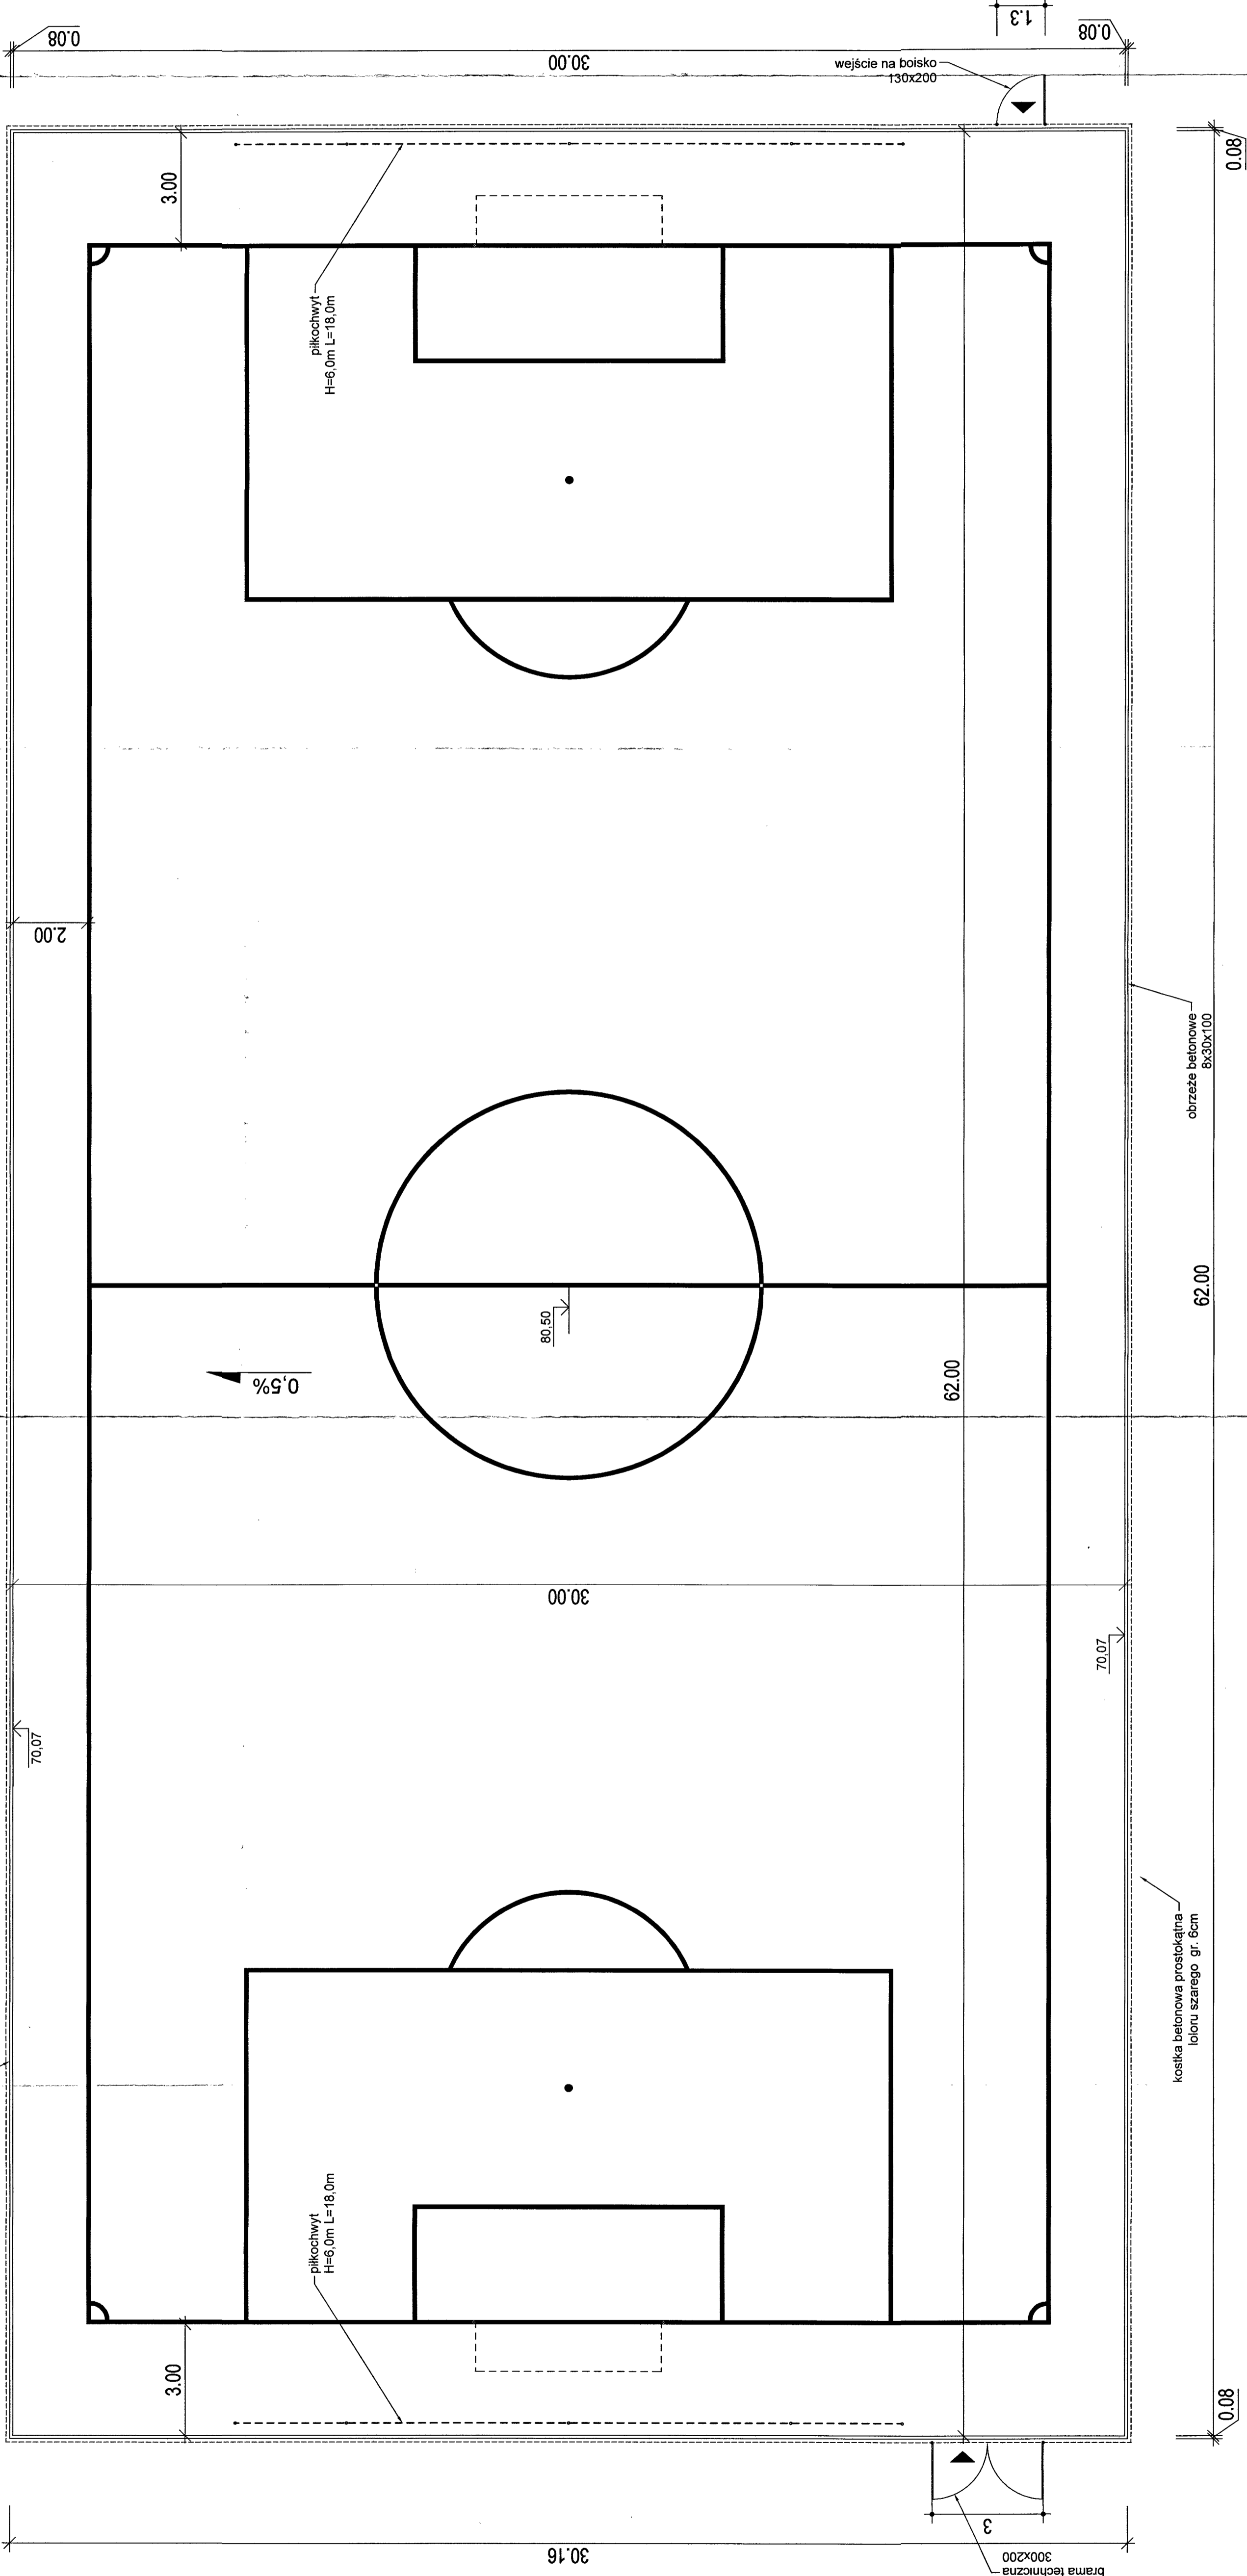 0.08
30.00
wejście na boisko
130x200
1.3
0.08
0.08
3.00
piłkochwyt
H=6,0m L=18,0m
2.00
obrzeże betonowe
8x30x100
62.00
80,50
0,5%
62.00
30.00
70,07
70,07
kostka betonowa prostokątna
loloru szarego gr. 6cm
piłkochwyt
H=6,0m L=18,0m
3.00
0.08
3
30.16
brama techniczna
300x200